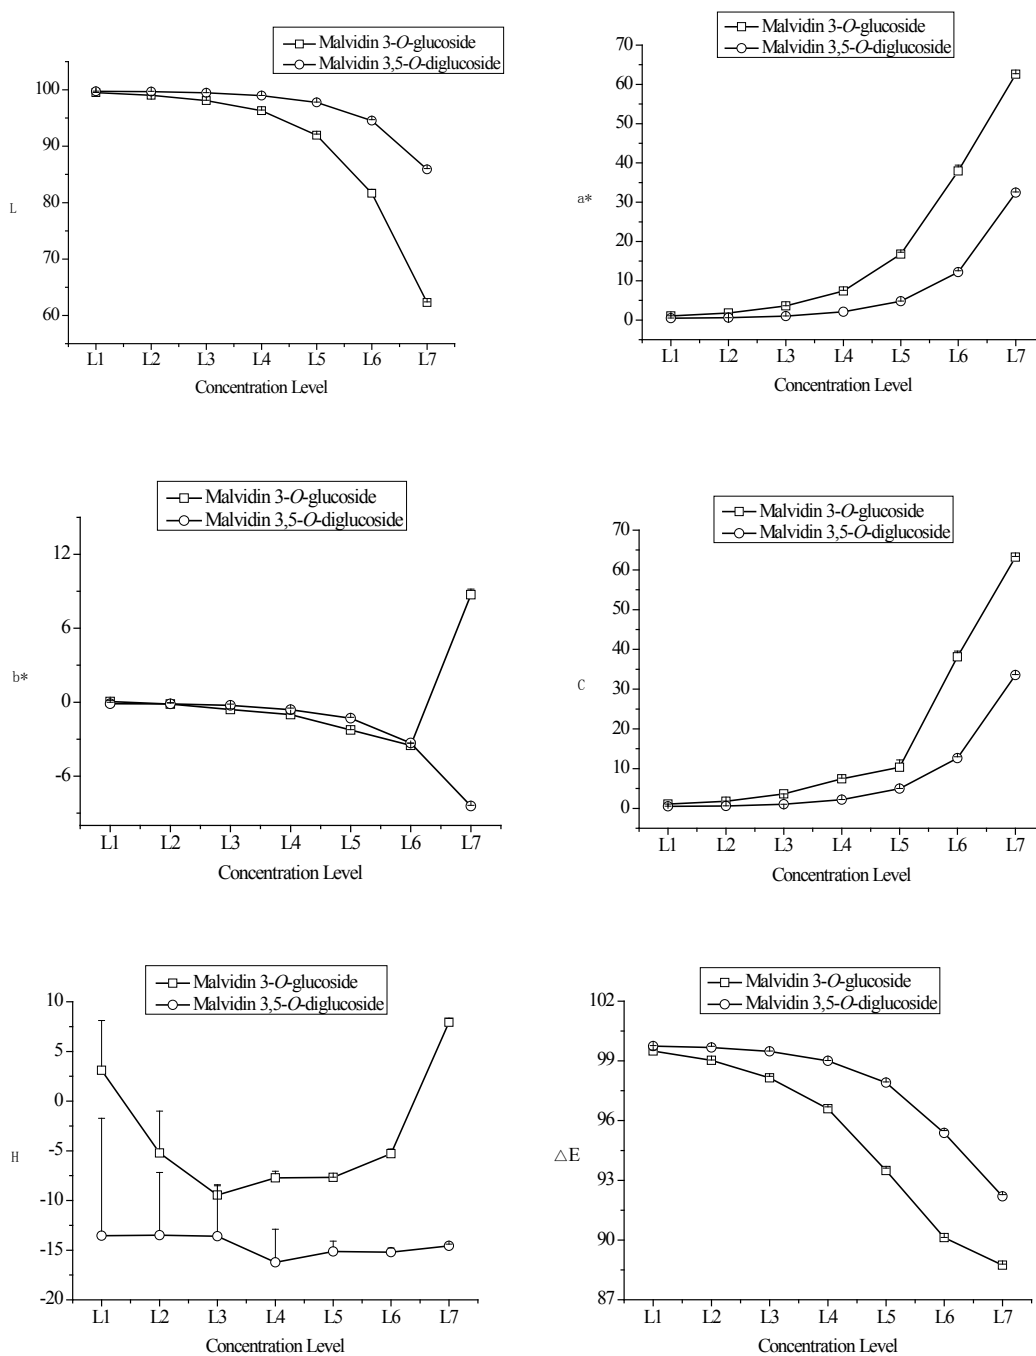 Malvidin 3-O-glucoside
Malvidin 3,5-O-diglucoside
100
90
80
70
60
L
L1 L2 L3 L4 L5 L6 L7
Concentration Level
Malvidin 3-O-glucoside
Malvidin 3,5-O-diglucoside
70
60
50
40
30
20
10
0
a*
L1 L2 L3 L4 L5 L6 L7
Concentration Level
Malvidin 3-O-glucoside
Malvidin 3,5-O-diglucoside
12
6
0
-6
b*
L1 L2 L3 L4 L5 L6 L7
Concentration Level
Malvidin 3-O-glucoside
Malvidin 3,5-O-diglucoside
70
60
50
40
30
20
10
0
C
L1 L2 L3 L4 L5 L6 L7
Concentration Level
Malvidin 3-O-glucoside
Malvidin 3,5-O-diglucoside
10
5
0
-5
-10
-15
-20
H
L1 L2 L3 L4 L5 L6 L7
Concentration Level
Malvidin 3-O-glucoside
Malvidin 3,5-O-diglucoside
102
99
96
93
90
87
△E
L1 L2 L3 L4 L5 L6 L7
Concentration Level